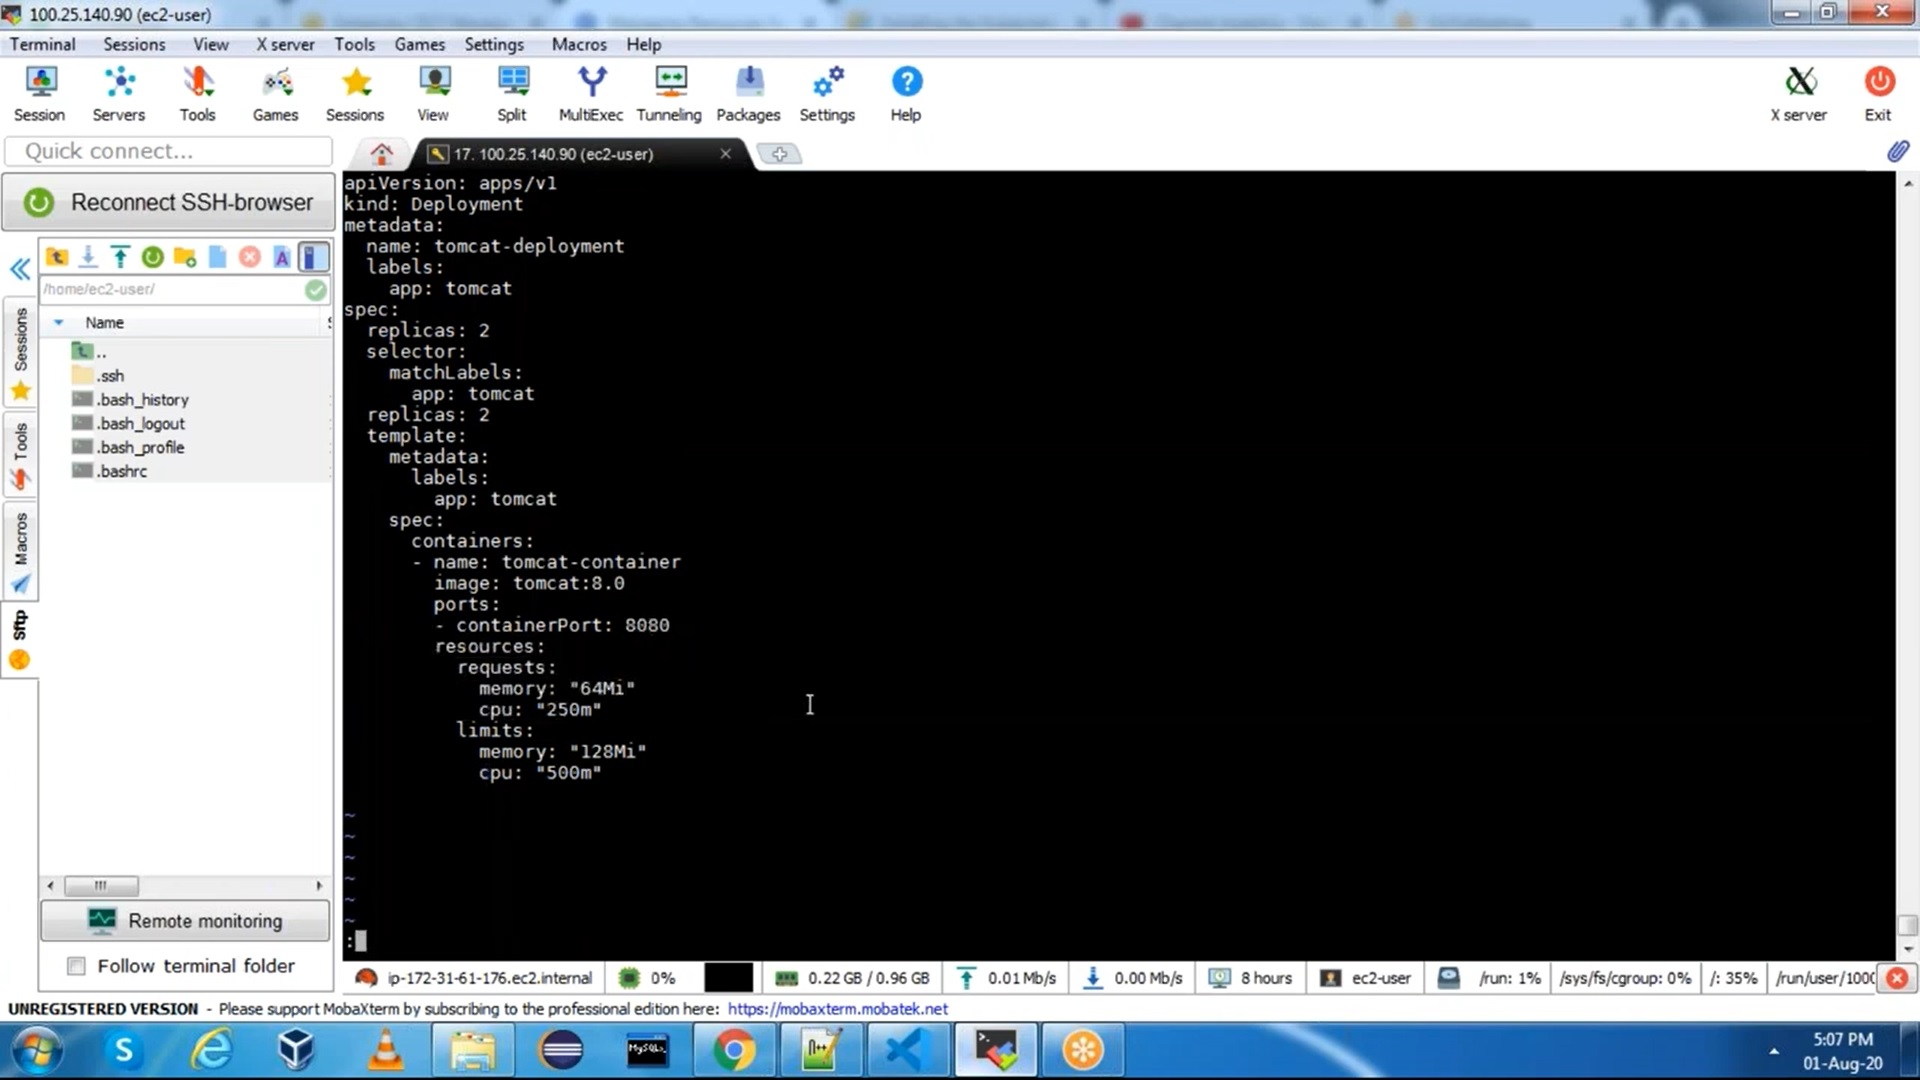 100.25.140.90 (ec2-user)
Terminal Sessions View X server Tools Games Settings Macros Help
Session Servers Tools Games Sessions View Split MultiExec Tunneling Packages Settings Help X server Exit
Quick connect...
17. 100.25.140.90 (ec2-user)
Reconnect SSH-browser
/home/ec2-user/
Name
..
.ssh
.bash_history
.bash_logout
.bash_profile
.bashrc
Sessions
Tools
Macros
Sftp
Remote monitoring
Follow terminal folder
apiVersion: apps/v1
kind: Deployment
metadata:
  name: tomcat-deployment
  labels:
    app: tomcat
spec:
  replicas: 2
  selector:
    matchLabels:
      app: tomcat
  replicas: 2
  template:
    metadata:
      labels:
        app: tomcat
    spec:
      containers:
      - name: tomcat-container
        image: tomcat:8.0
        ports:
        - containerPort: 8080
        resources:
          requests:
            memory: "64Mi"
            cpu: "250m"
          limits:
            memory: "128Mi"
            cpu: "500m"
~
~
~
~
~
~
:
ip-172-31-61-176.ec2.internal 0% 0.22 GB / 0.96 GB 0.01 Mb/s 0.00 Mb/s 8 hours ec2-user /run: 1% /sys/fs/cgroup: 0% /: 35% /run/user/100
UNREGISTERED VERSION - Please support MobaXterm by subscribing to the professional edition here: https://mobaxterm.mobatek.net
MySQL
N++
5:07 PM
01-Aug-20